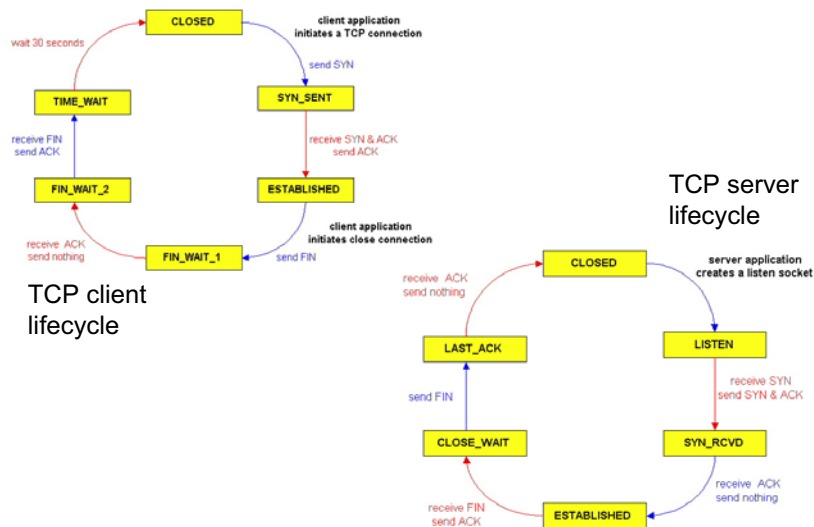 CLOSED
client application
initiates a TCP connection
wait 30 seconds
send SYN
TIME_WAIT
SYN_SENT
receive FIN
send ACK
receive SYN & ACK
send ACK
FIN_WAIT_2
ESTABLISHED
client application
initiates close connection
receive ACK
send nothing
FIN_WAIT_1
send FIN
TCP client
lifecycle
TCP server
lifecycle
CLOSED
server application
creates a listen socket
receive ACK
send nothing
LAST_ACK
LISTEN
receive SYN
send SYN & ACK
send FIN
CLOSE_WAIT
SYN_RCVD
receive ACK
send nothing
receive FIN
send ACK
ESTABLISHED